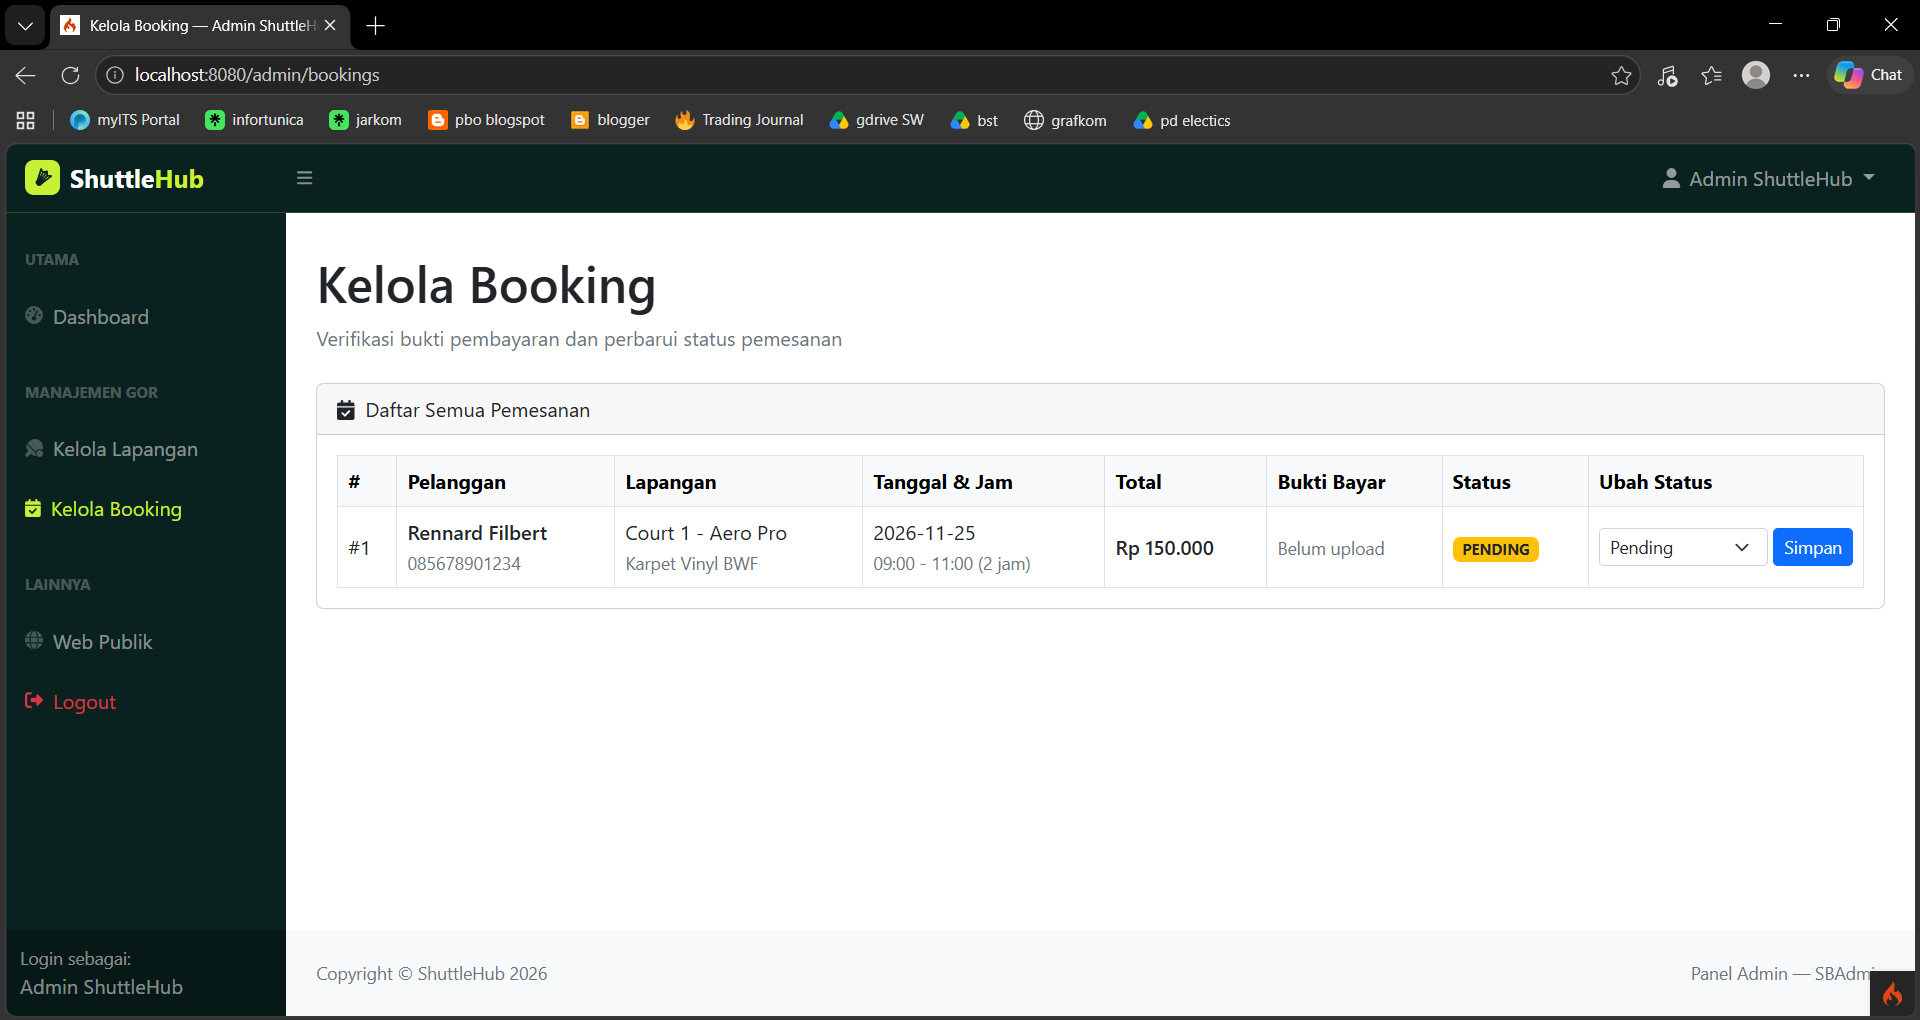 Kelola Booking — Admin ShuttleH
localhost:8080/admin/bookings
Chat
myITS Portal
infortunica
jarkom
pbo blogspot
blogger
Trading Journal
gdrive SW
bst
grafkom
pd electics
ShuttleHub
Admin ShuttleHub
UTAMA
Dashboard
MANAJEMEN GOR
Kelola Lapangan
Kelola Booking
LAINNYA
Web Publik
Logout
Login sebagai:
Admin ShuttleHub
Kelola Booking
Verifikasi bukti pembayaran dan perbarui status pemesanan
Daftar Semua Pemesanan
# Pelanggan Lapangan Tanggal & Jam Total Bukti Bayar Status Ubah Status
#1 Rennard Filbert Court 1 - Aero Pro 2026-11-25 Rp 150.000 Belum upload PENDING Pending Simpan
085678901234 Karpet Vinyl BWF 09:00 - 11:00 (2 jam)
Copyright © ShuttleHub 2026
Panel Admin — SBAdmi